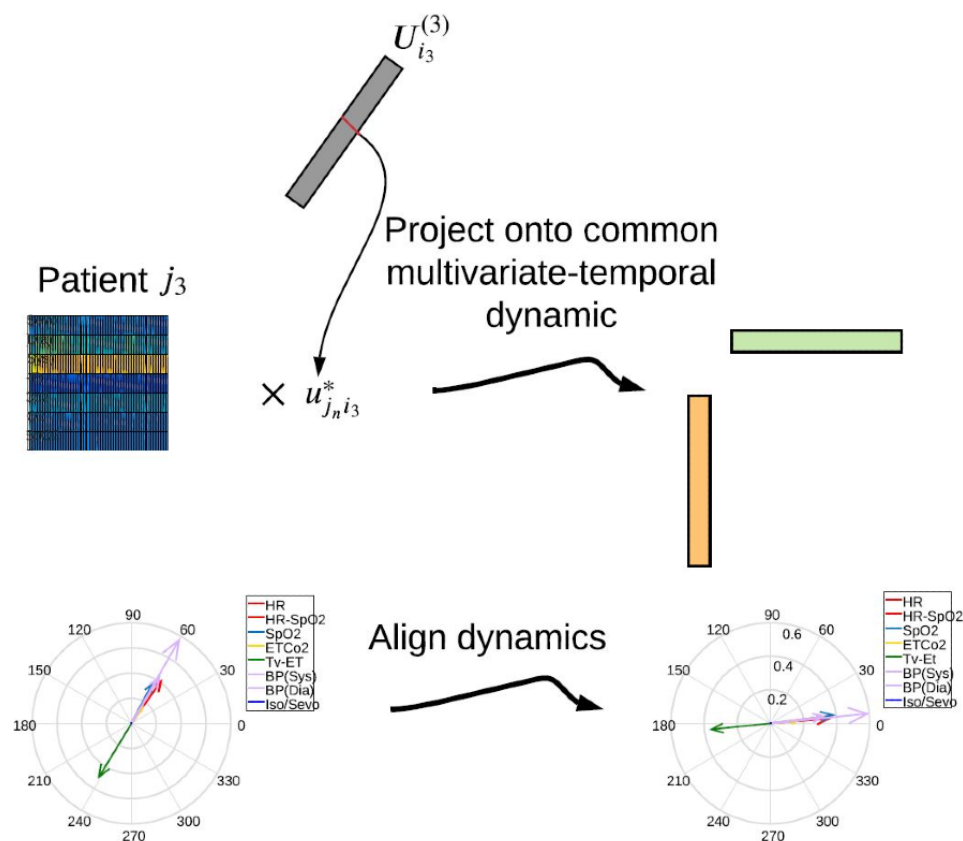 U_{i_3}^{(3)}
Project onto common
multivariate-temporal
dynamic
Patient j_3
× u^*_{j_n i_3}
Align dynamics
90
120
60
150
30
180
0
210
330
240
300
270
HR
HR-SpO2
SpO2
ETCo2
Tv-ET
BP(Sys)
BP(Dia)
Iso/Sevo
90
120
60
0.6
150
30
0.4
0.2
180
0
210
330
240
300
270
HR
HR-SpO2
SpO2
ETCo2
Tv-Et
BP(Sys)
BP(Dia)
Iso/Sevo